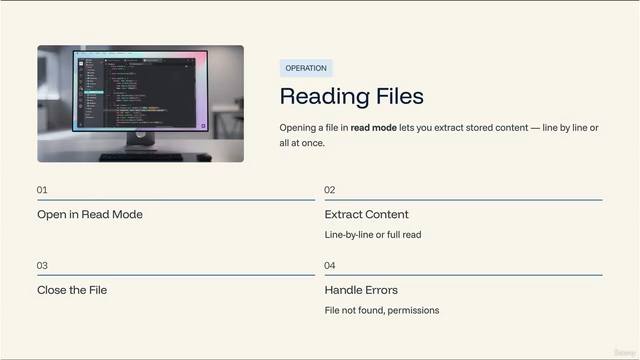 OPERATION
Reading Files
Opening a file in read mode lets you extract stored content — line by line or
all at once.
01
Open in Read Mode
02
Extract Content
Line-by-line or full read
03
Close the File
04
Handle Errors
File not found, permissions